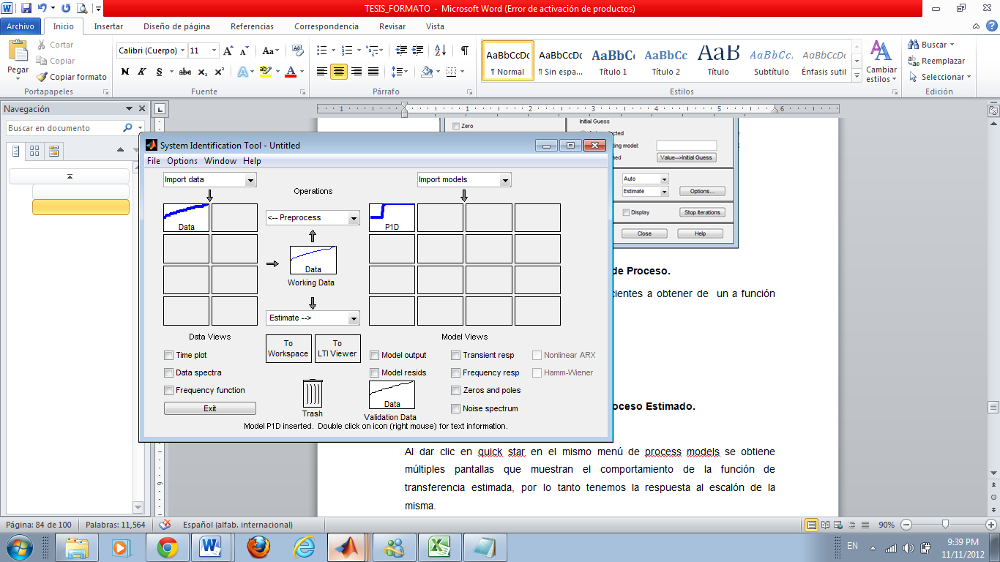 TESIS_FORMATO - Microsoft Word (Error de activación de productos)
Archivo Inicio Insertar Diseño de página Referencias Correspondencia Revisar Vista
Pegar
Cortar
Copiar
Copiar formato
Portapapeles
Calibri (Cuerpo) 11
N K S abc x₂ x²
Fuente
Párrafo
AaBbCcDc AaBbCcDc AaBbC AaBbCc AaB AaBbCc. AaBbCcDc
¶ Normal ¶ Sin espa... Título 1 Título 2 Título Subtítulo Énfasis sutil
Estilos
Cambiar
estilos
Buscar
Reemplazar
Seleccionar
Edición
Navegación
Buscar en documento
1 1 2 3 4 5 6
Zero
Initial Guess
Value-->Initial Guess
Auto
Estimate
Options...
Display
Stop Iterations
Close
Help
System Identification Tool - Untitled
File Options Window Help
Import data
Operations
Import models
Data
<-- Preprocess
P1D
Data
Working Data
Estimate -->
To
Workspace
To
LTI Viewer
Data Views
Time plot
Data spectra
Frequency function
Exit
Trash
Model Views
Model output
Model resids
Transient resp
Frequency resp
Zeros and poles
Noise spectrum
Nonlinear ARX
Hamm-Wiener
Data
Validation Data
Model P1D inserted. Double click on icon (right mouse) for text information.
de Proceso.
cientes a obtener de un a función
oceso Estimado.
Al dar clic en quick star en el mismo menú de process models se obtiene
múltiples pantallas que muestran el comportamiento de la función de
transferencia estimada, por lo tanto tenemos la respuesta al escalón de la
misma.
Página: 84 de 100 Palabras: 11,564 Español (alfab. internacional) 90%
EN
9:39 PM
11/11/2012